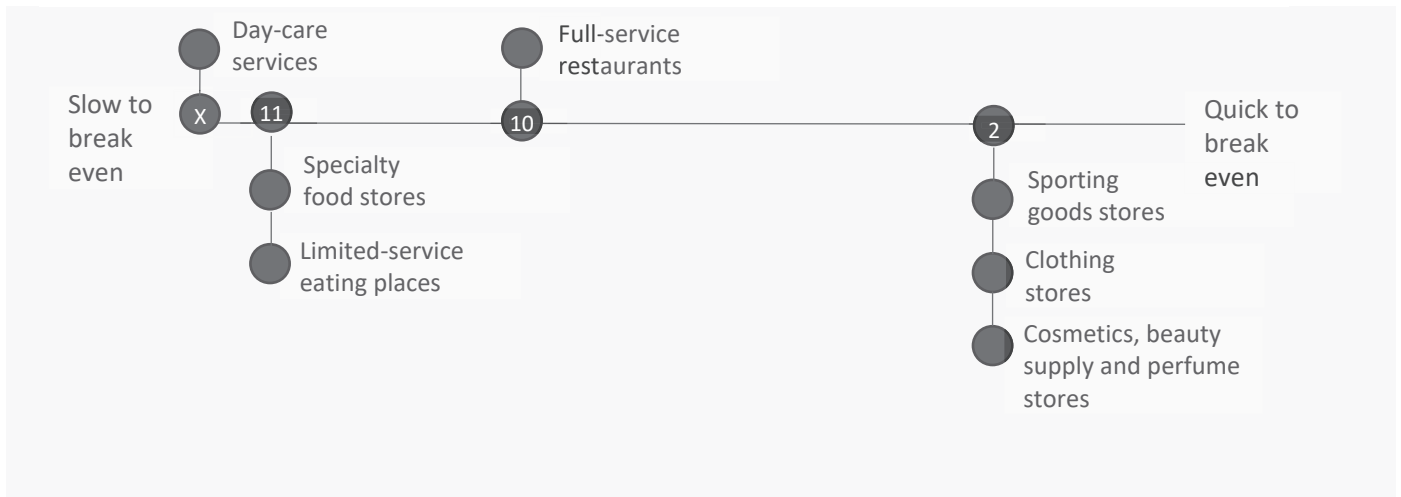 Day-care
services
Full-service
restaurants
Slow to
break
even
X
11
10
2
Quick to
break
even
Specialty
food stores
Limited-service
eating places
Sporting
goods stores
Clothing
stores
Cosmetics, beauty
supply and perfume
stores